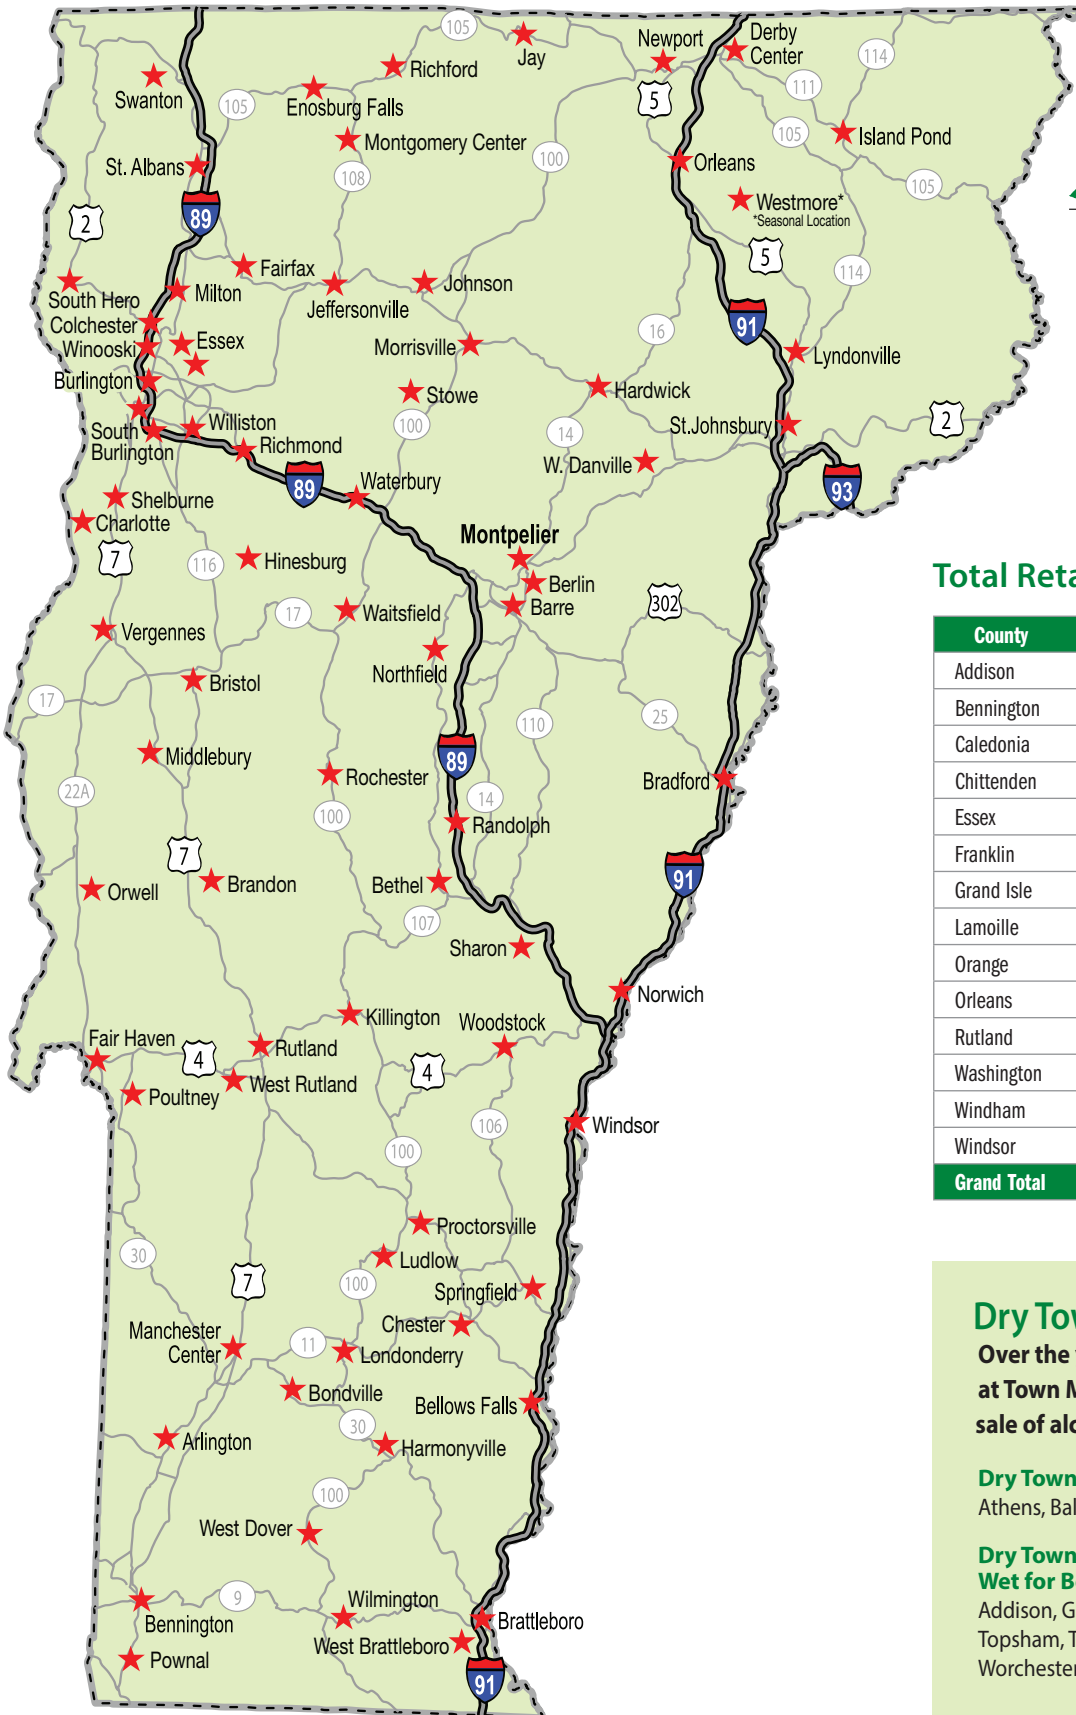 105
Jay
Newport
Derby
Center
114
Richford
Swanton
105
Enosburg Falls
5
111
Montgomery Center
105
Island Pond
St. Albans
108
100
Orleans
105
89
2
Westmore*
*Seasonal Location
5
Fairfax
114
South Hero
Milton
Jeffersonville
Johnson
Colchester
91
16
Winooski
Essex
Morrisville
Lyndonville
Burlington
Stowe
Hardwick
South
Burlington
Williston
100
14
St.Johnsbury
2
Richmond
W. Danville
89
Waterbury
93
Shelburne
Charlotte
Montpelier
7
116
Hinesburg
Berlin
302
Barre
17
Waitsfield
Vergennes
Northfield
Bristol
17
110
25
Middlebury
89
Rochester
Bradford
22A
100
14
Randolph
7
Orwell
Brandon
Bethel
91
107
Sharon
Norwich
Killington
Woodstock
Fair Haven
4
Rutland
4
West Rutland
Poultney
106
Windsor
100
Proctorsville
30
Ludlow
7
100
Springfield
Manchester
Center
11
Chester
Londonderry
Bondville
Bellows Falls
30
Arlington
Harmonyville
100
West Dover
9
Wilmington
Bennington
Brattleboro
West Brattleboro
Pownal
91
Total Reta
County
Addison
Bennington
Caledonia
Chittenden
Essex
Franklin
Grand Isle
Lamoille
Orange
Orleans
Rutland
Washington
Windham
Windsor
Grand Total
Dry Tow
Over the
at Town M
sale of alc
Dry Town
Athens, Bal
Dry Town
Wet for B
Addison, G
Topsham, T
Worchester